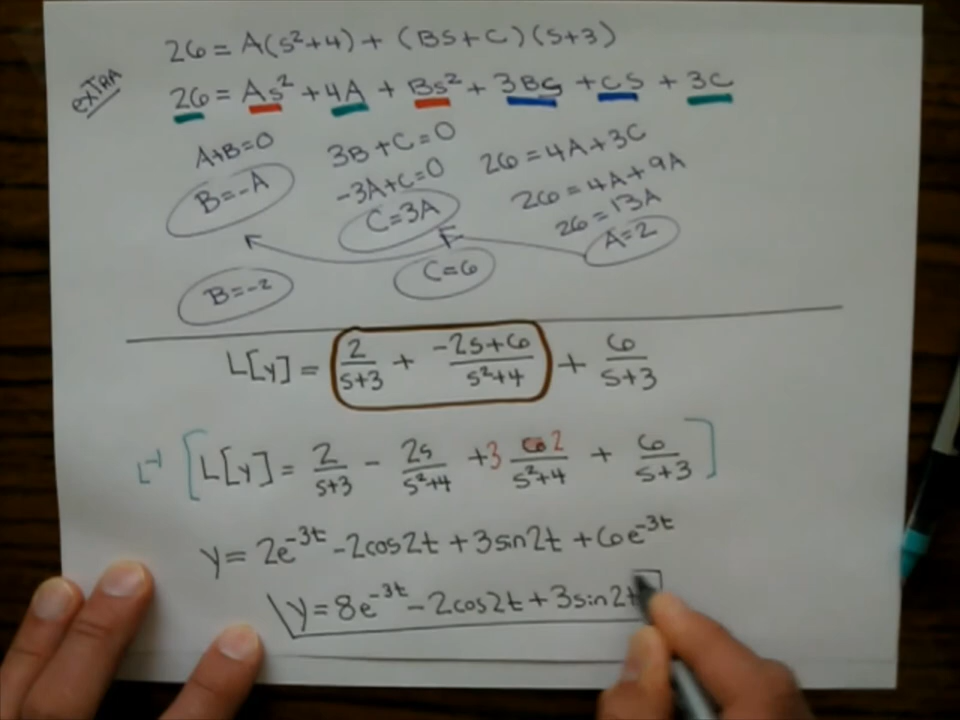 26 = A(s²+4) + (Bs+C)(s+3)
exTRA
26 = As² + 4A + Bs² + 3Bs + Cs + 3C
A+B=0 3B+C=0 26=4A+3C
B=-A -3A+C=0 26=4A+9A
C=3A 26=13A
A=2
B=-2 C=6
L[y] = 2/(s+3) + (-2s+6)/(s²+4) + 6/(s+3)
L⁻¹ [L[y] = 2/(s+3) - 2s/(s²+4) +3 6 2/(s²+4) + 6/(s+3)]
y = 2e⁻³ᵗ - 2cos2t + 3sin2t + 6e⁻³ᵗ
y = 8e⁻³ᵗ - 2cos2t + 3sin2t